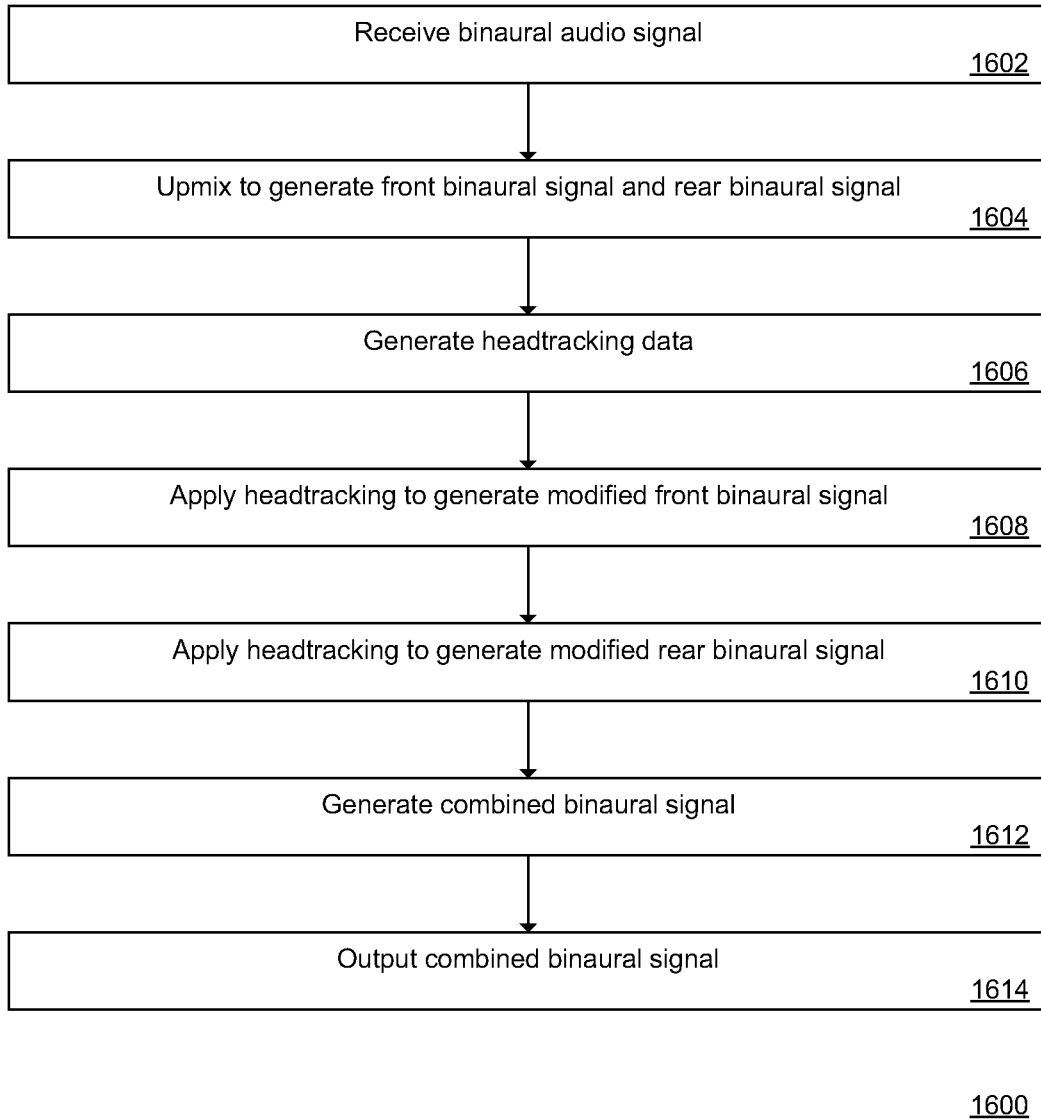 Receive binaural audio signal
1602
Upmix to generate front binaural signal and rear binaural signal
1604
Generate headtracking data
1606
Apply headtracking to generate modified front binaural signal
1608
Apply headtracking to generate modified rear binaural signal
1610
Generate combined binaural signal
1612
Output combined binaural signal
1614
1600